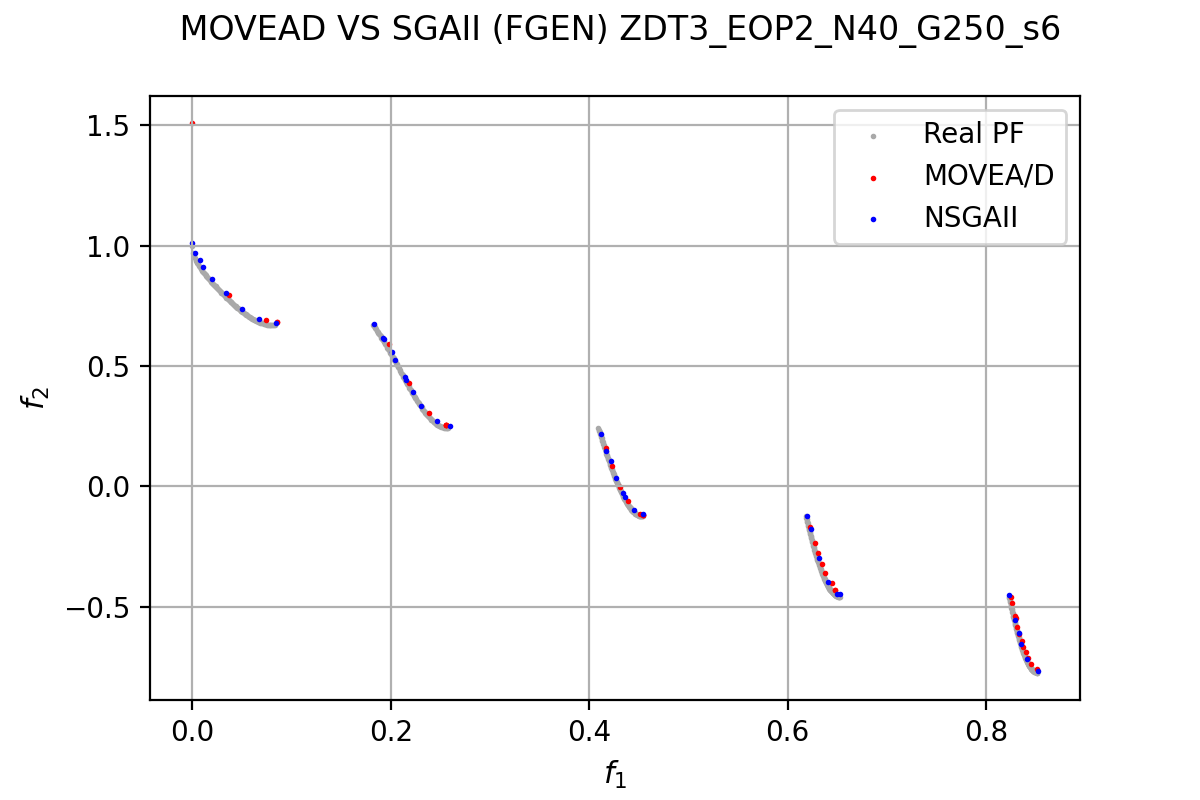 MOVEAD VS SGAII (FGEN) ZDT3_EOP2_N40_G250_s6
Real PF
MOVEA/D
NSGAII
1.5
1.0
0.5
0.0
−0.5
f2
0.0 0.2 0.4 0.6 0.8
f1